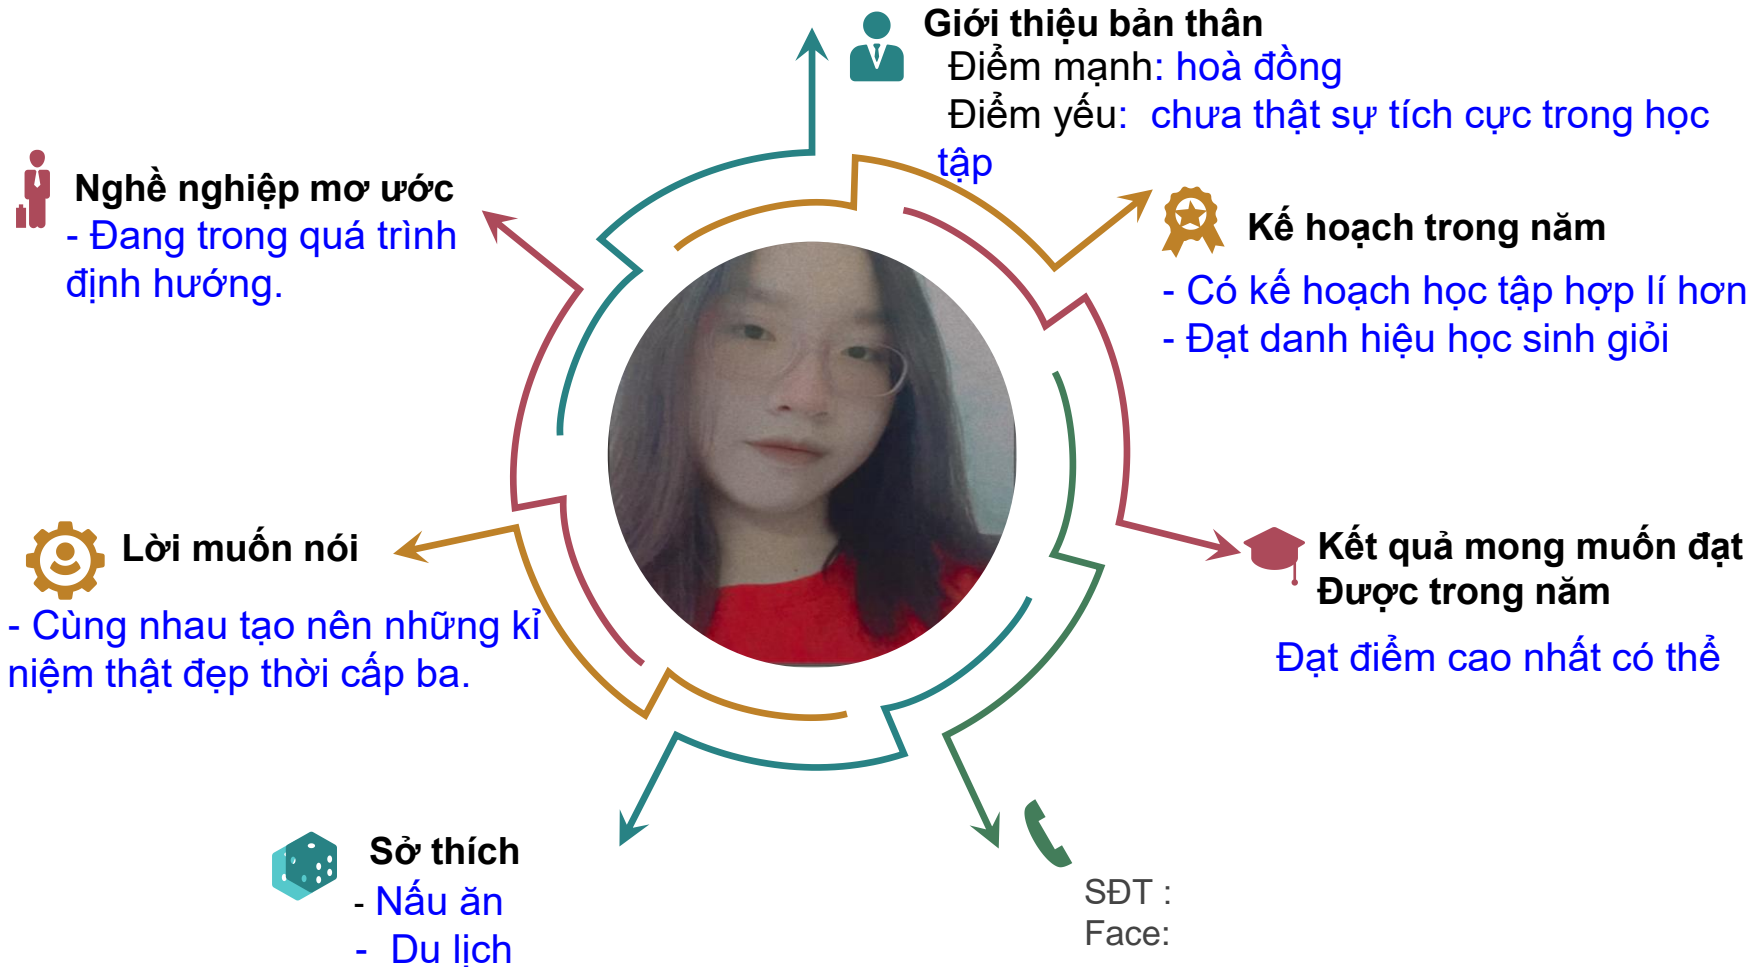 Giới thiệu bản thân
Điểm mạnh: hoà đồng
Điểm yếu:  chưa thật sự tích cực trong học
tập
Nghề nghiệp mơ ước
- Đang trong quá trình
định hướng.
Kế hoạch trong năm
- Có kế hoạch học tập hợp lí hơn
- Đạt danh hiệu học sinh giỏi
Lời muốn nói
- Cùng nhau tạo nên những kỉ
niệm thật đẹp thời cấp ba.
Kết quả mong muốn đạt
Được trong năm
Đạt điểm cao nhất có thể
Sở thích
- Nấu ăn
-  Du lịch
SĐT :
Face: